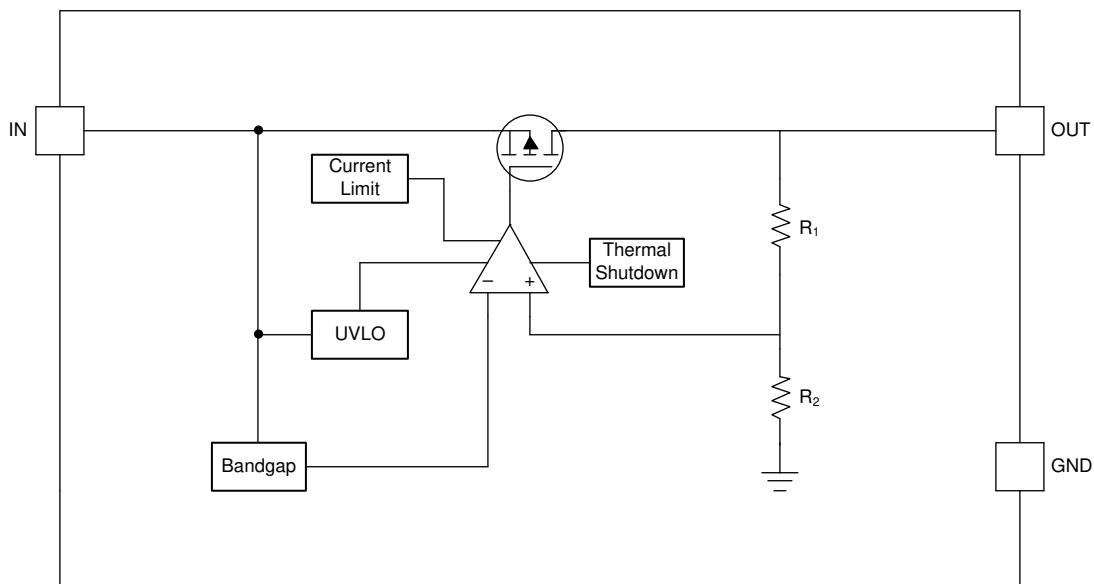 IN
OUT
Current
Limit
R₁
Thermal
Shutdown
− +
UVLO
R₂
Bandgap
GND